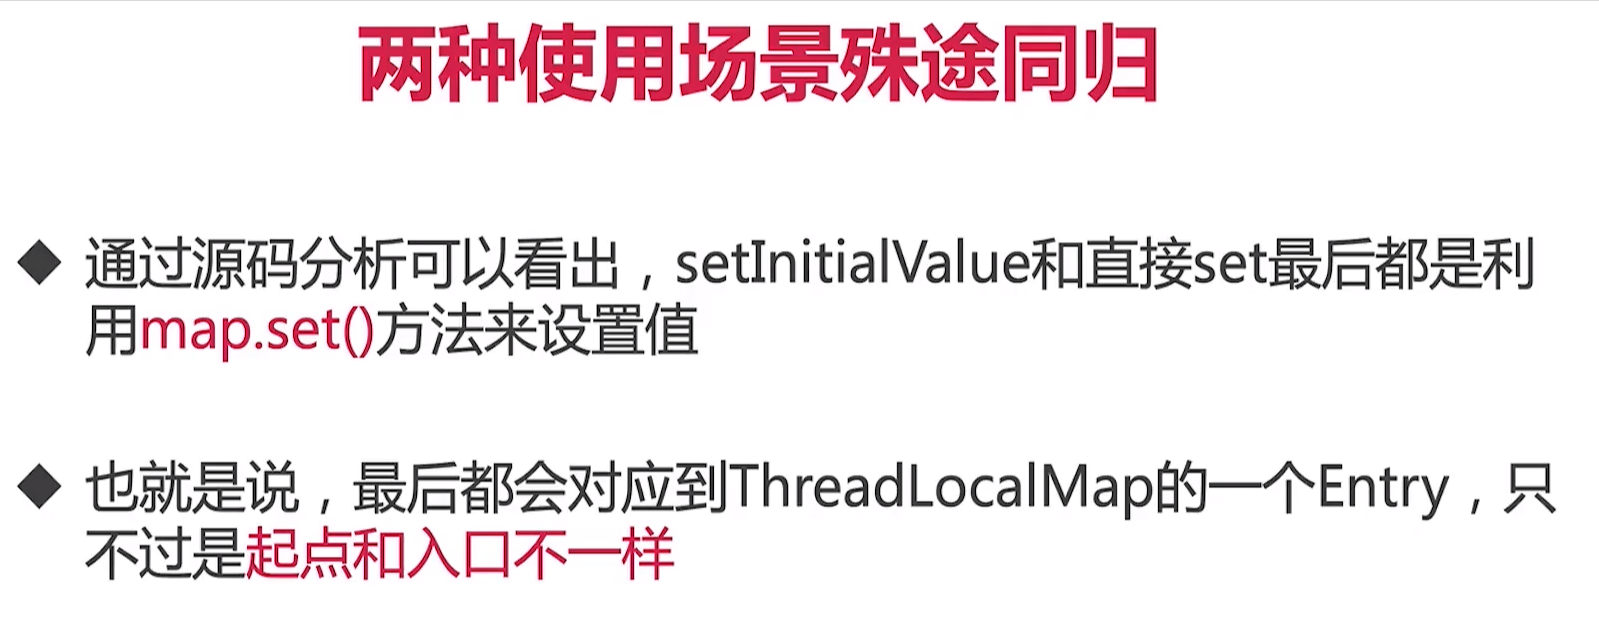 两种使用场景殊途同归
◆ 通过源码分析可以看出，setInitialValue和直接set最后都是利
用map.set()方法来设置值
◆ 也就是说，最后都会对应到ThreadLocalMap的一个Entry，只
不过是起点和入口不一样